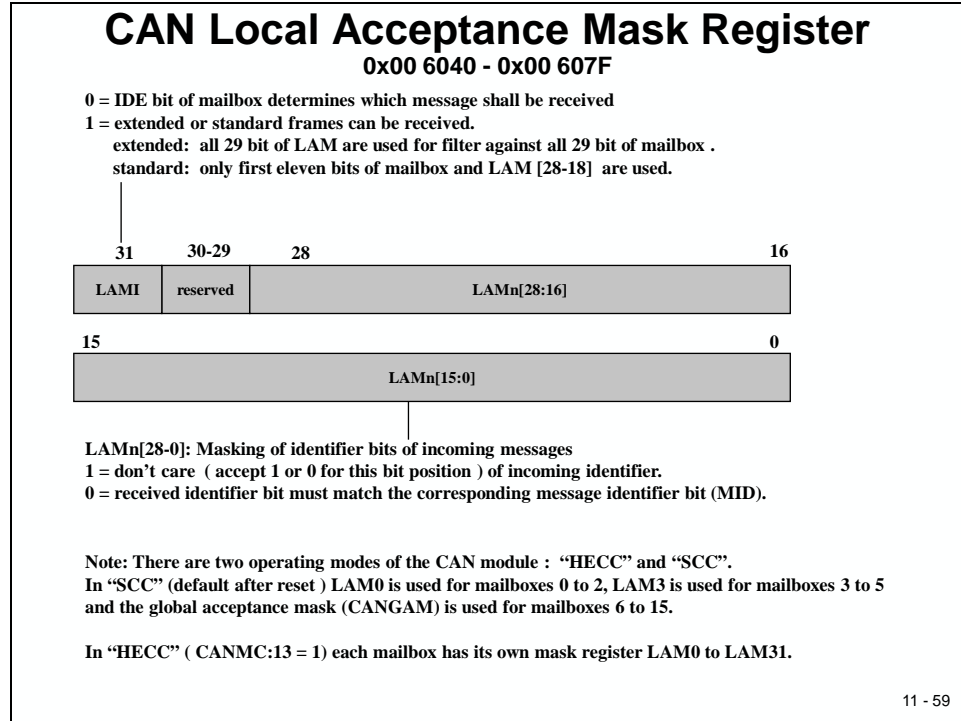 CAN Local Acceptance Mask Register
0x00 6040 - 0x00 607F
0 = IDE bit of mailbox determines which message shall be received
1 = extended or standard frames can be received.
extended: all 29 bit of LAM are used for filter against all 29 bit of mailbox .
standard: only first eleven bits of mailbox and LAM [28-18] are used.
31 30-29 28 16
LAMI reserved LAMn[28:16]
15 0
LAMn[15:0]
LAMn[28-0]: Masking of identifier bits of incoming messages
1 = don’t care ( accept 1 or 0 for this bit position ) of incoming identifier.
0 = received identifier bit must match the corresponding message identifier bit (MID).
Note: There are two operating modes of the CAN module : “HECC” and “SCC”.
In “SCC” (default after reset ) LAM0 is used for mailboxes 0 to 2, LAM3 is used for mailboxes 3 to 5
and the global acceptance mask (CANGAM) is used for mailboxes 6 to 15.
In “HECC” ( CANMC:13 = 1) each mailbox has its own mask register LAM0 to LAM31.
11 - 59